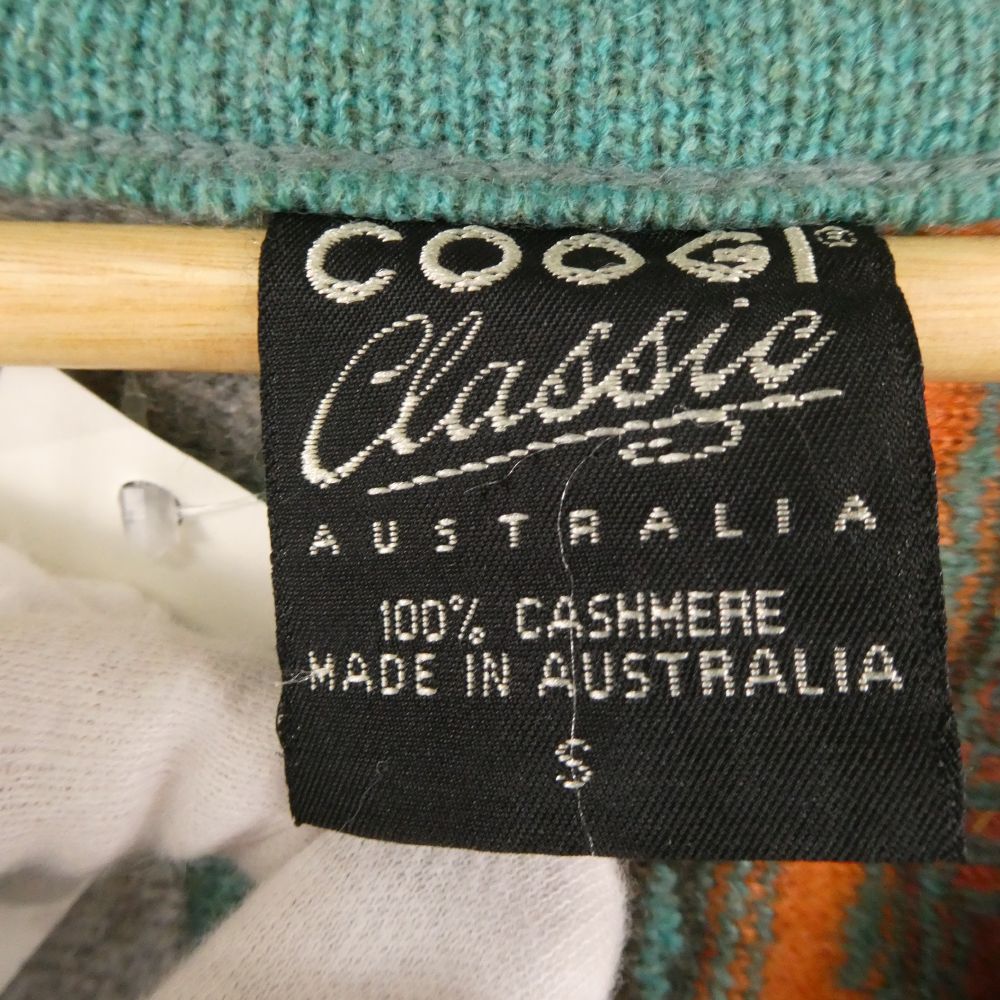 COOGI®
Classic
AUSTRALIA
100% CASHMERE
MADE IN AUSTRALIA
S